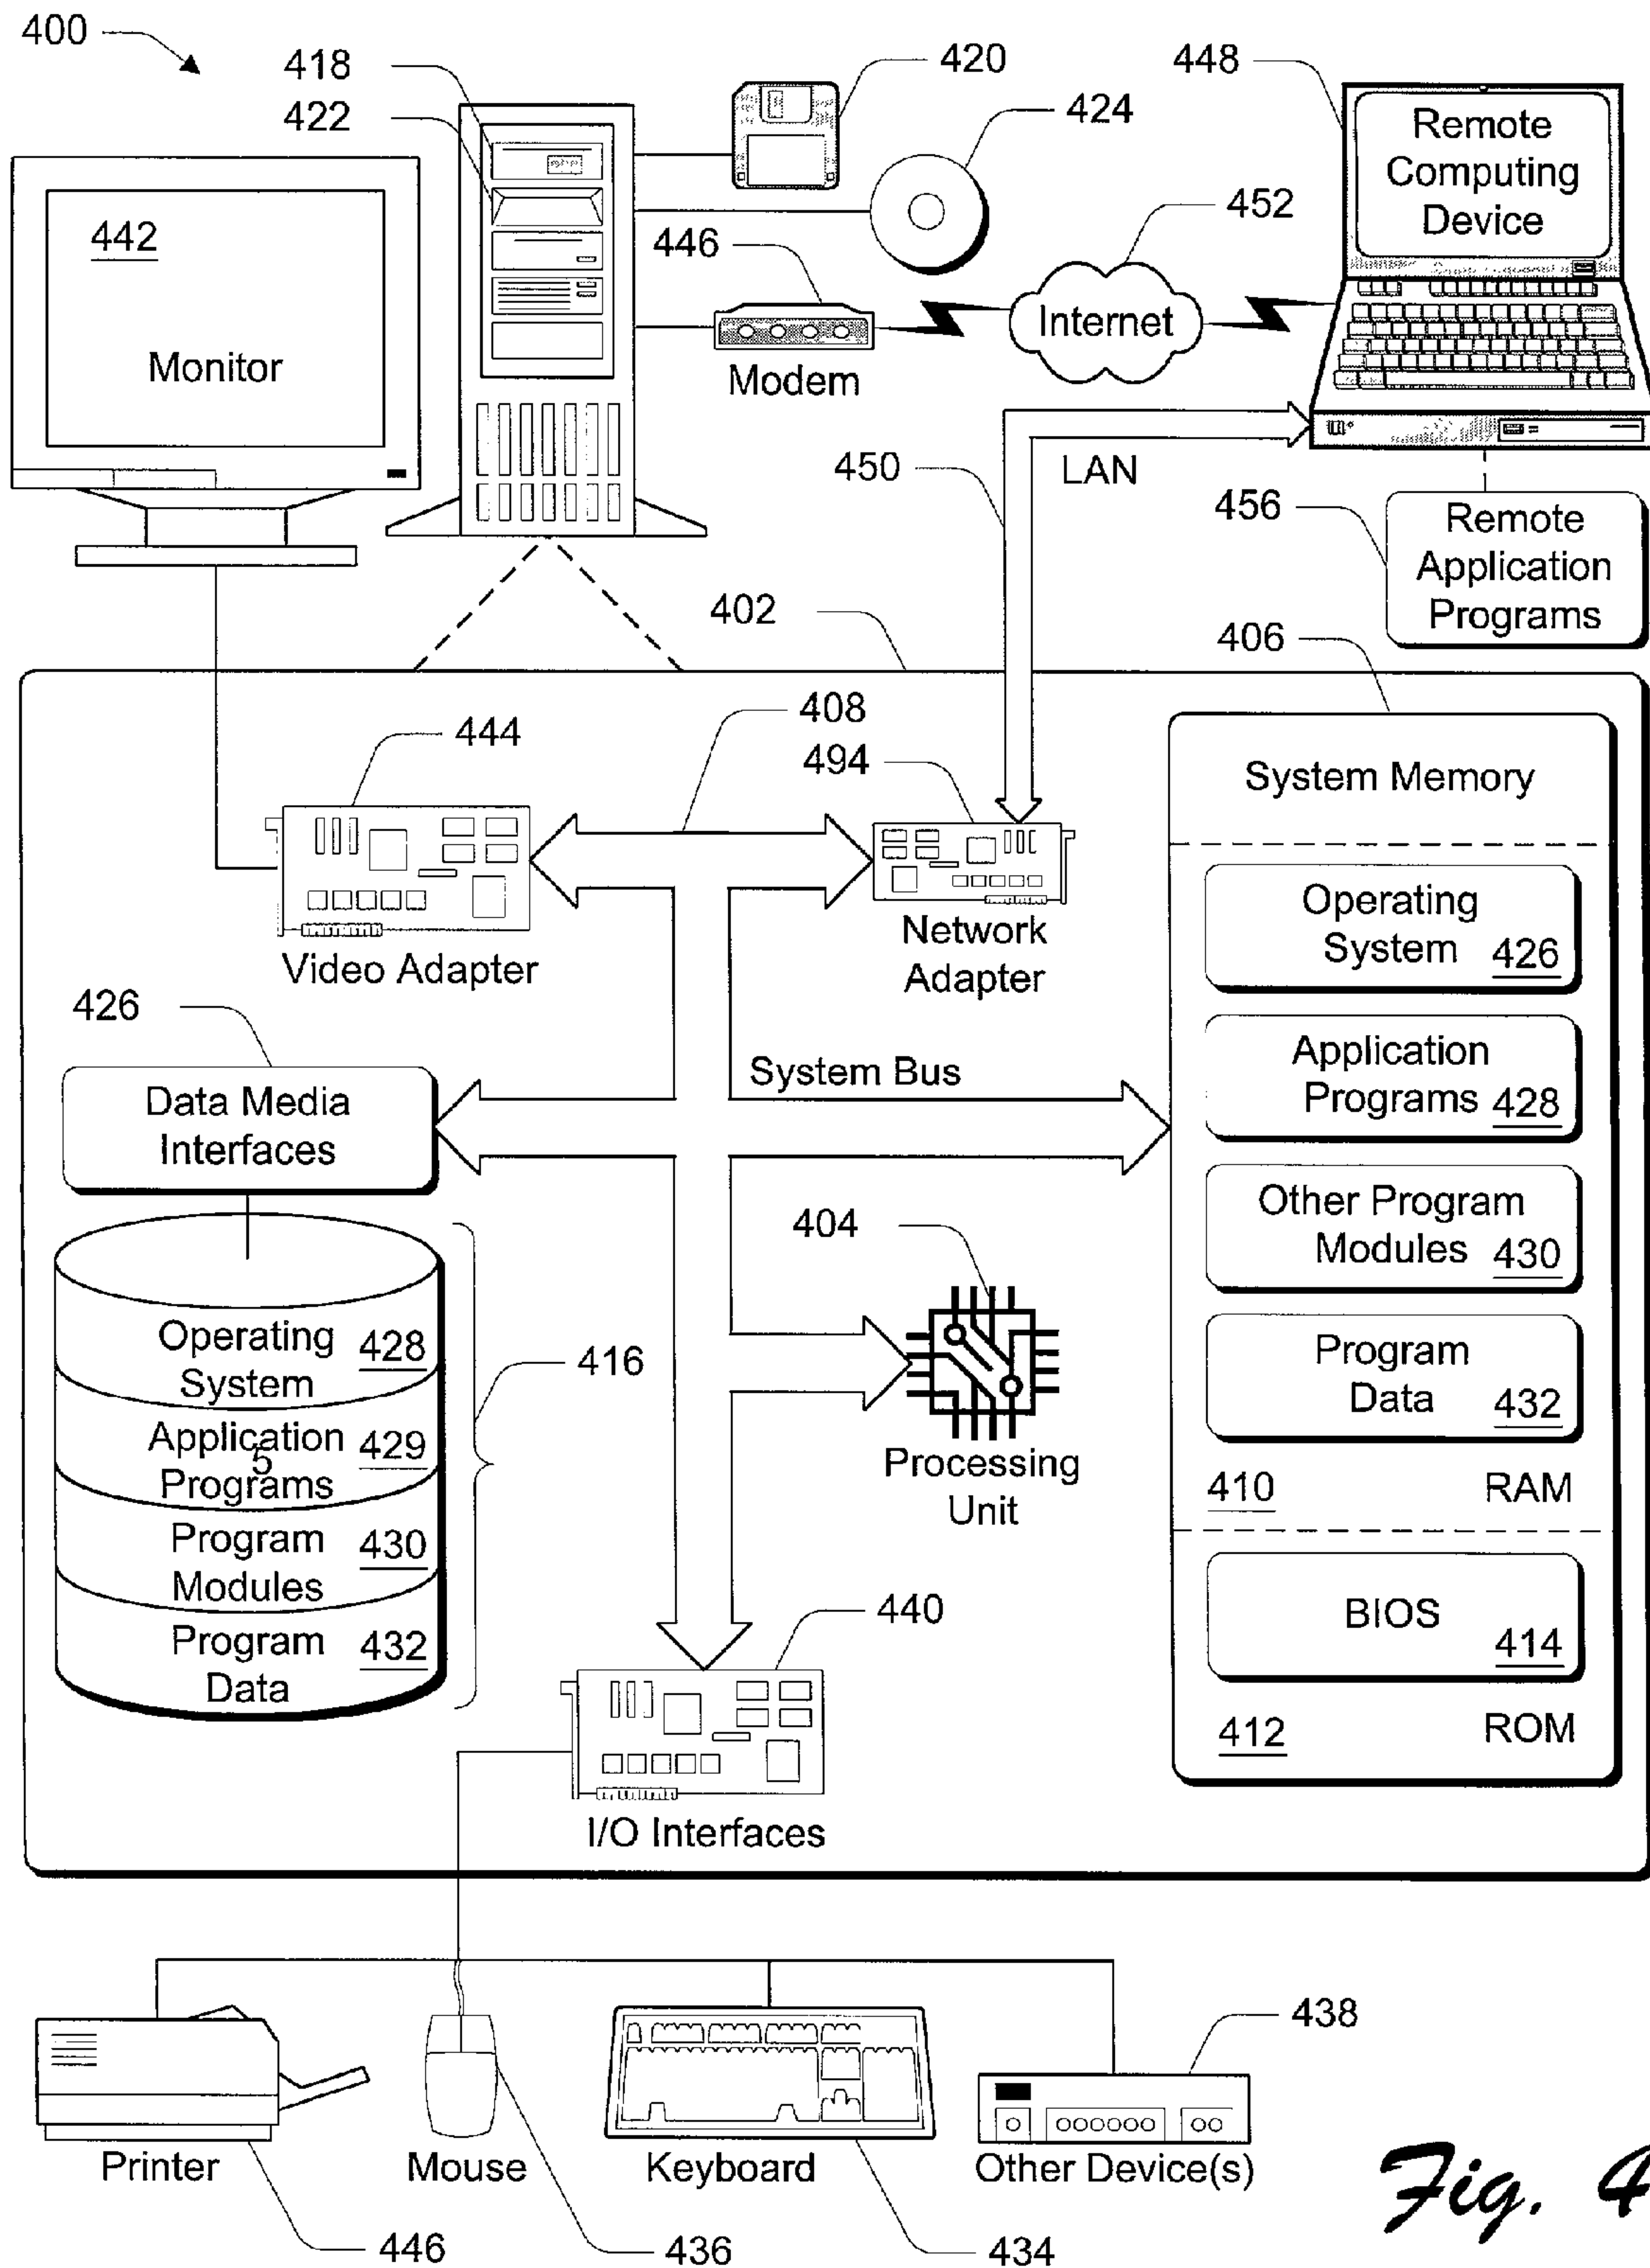 400
418
422
420
424
448
Remote
Computing
Device
442
Monitor
446
Modem
452
Internet
450
LAN
456
Remote
Application
Programs
402
406
408
444
494
System Memory
Video Adapter
Network
Adapter
Operating
System 426
426
Data Media
Interfaces
System Bus
Application
Programs 428
Other Program
Modules 430
404
Processing
Unit
Program
Data 432
410 RAM
Operating
System 428
416
Application 429
5
Programs
Program
Modules 430
Program
Data 432
BIOS
414
412 ROM
440
I/O Interfaces
438
Printer
Mouse
Keyboard
Other Device(s)
446
436
434
Fig. 4